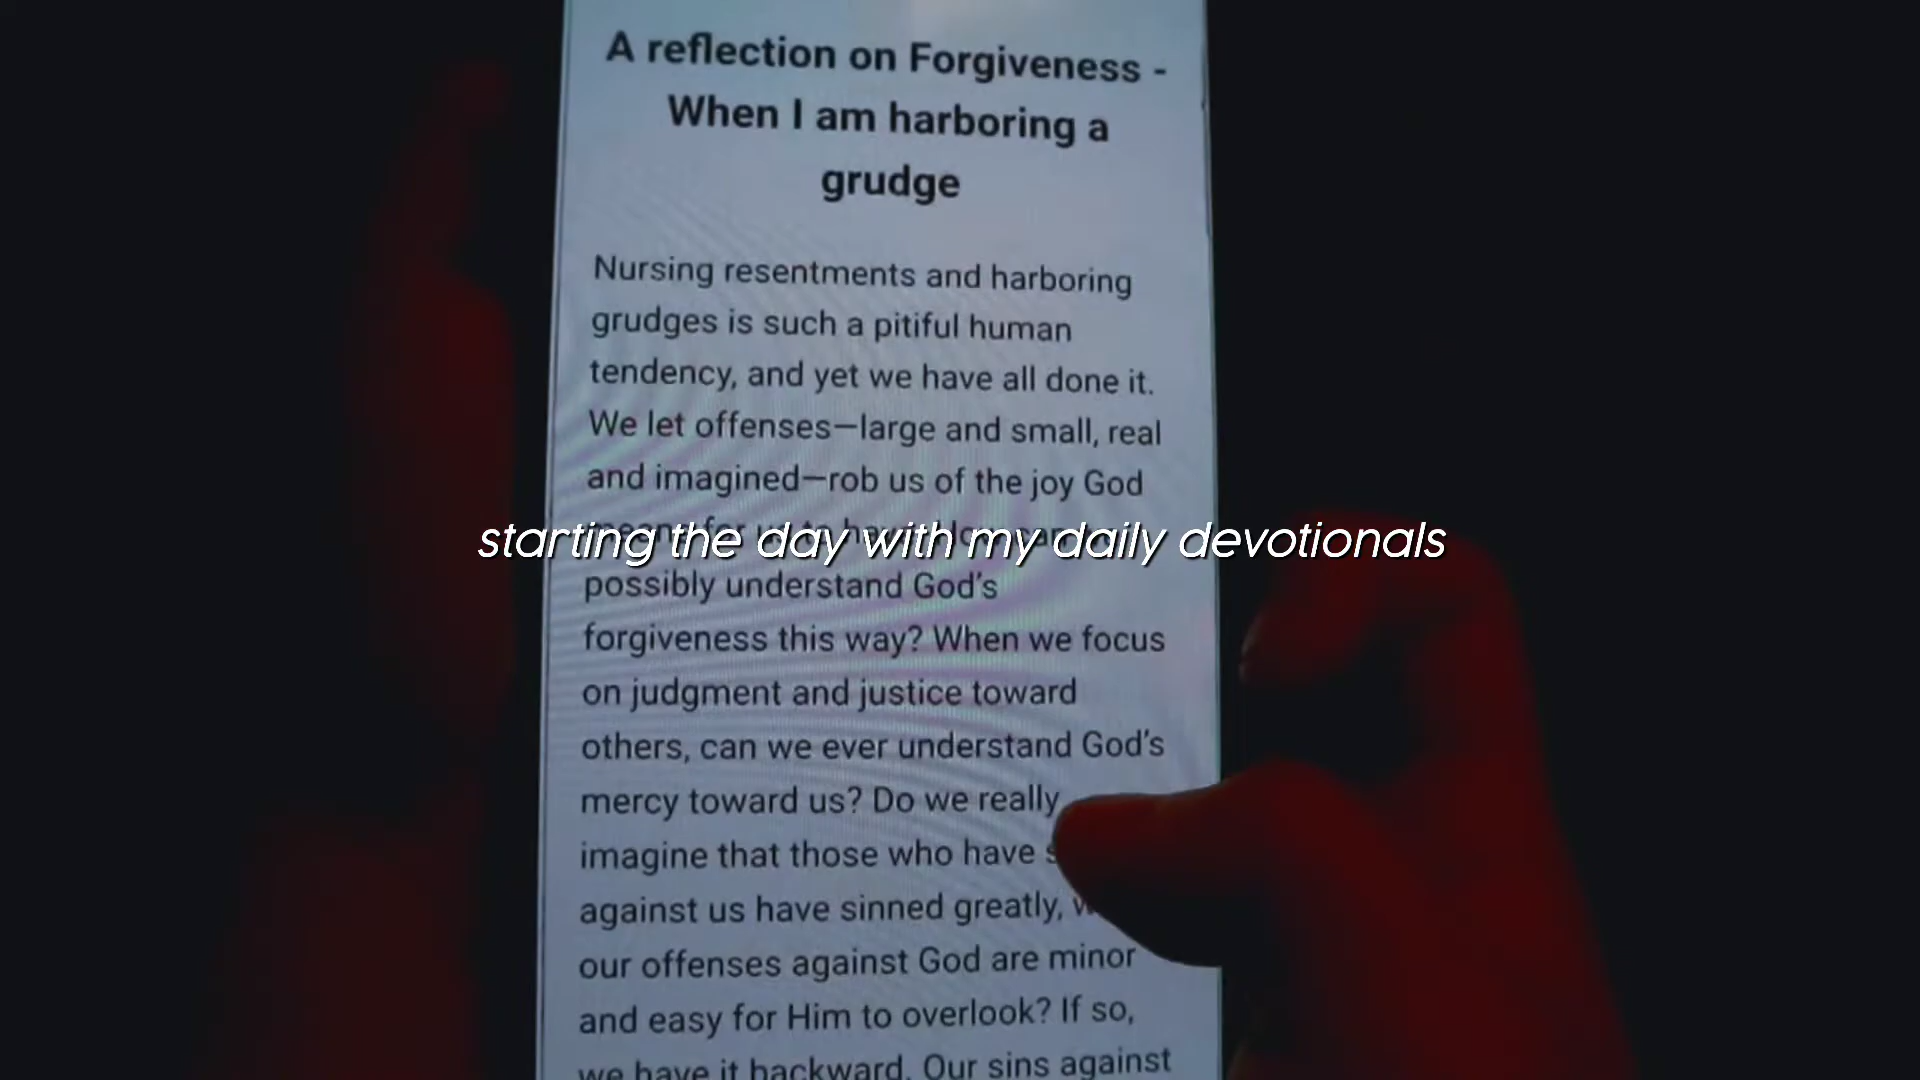 A reflection on Forgiveness -
When I am harboring a
grudge
Nursing resentments and harboring
grudges is such a pitiful human
tendency, and yet we have all done it.
We let offenses—large and small, real
and imagined—rob us of the joy God
starting the day with my daily devotionals
possibly understand God's
forgiveness this way? When we focus
on judgment and justice toward
others, can we ever understand God's
mercy toward us? Do we really
imagine that those who have
against us have sinned greatly,
our offenses against God are minor
and easy for Him to overlook? If so,
we have it backward. Our sins against